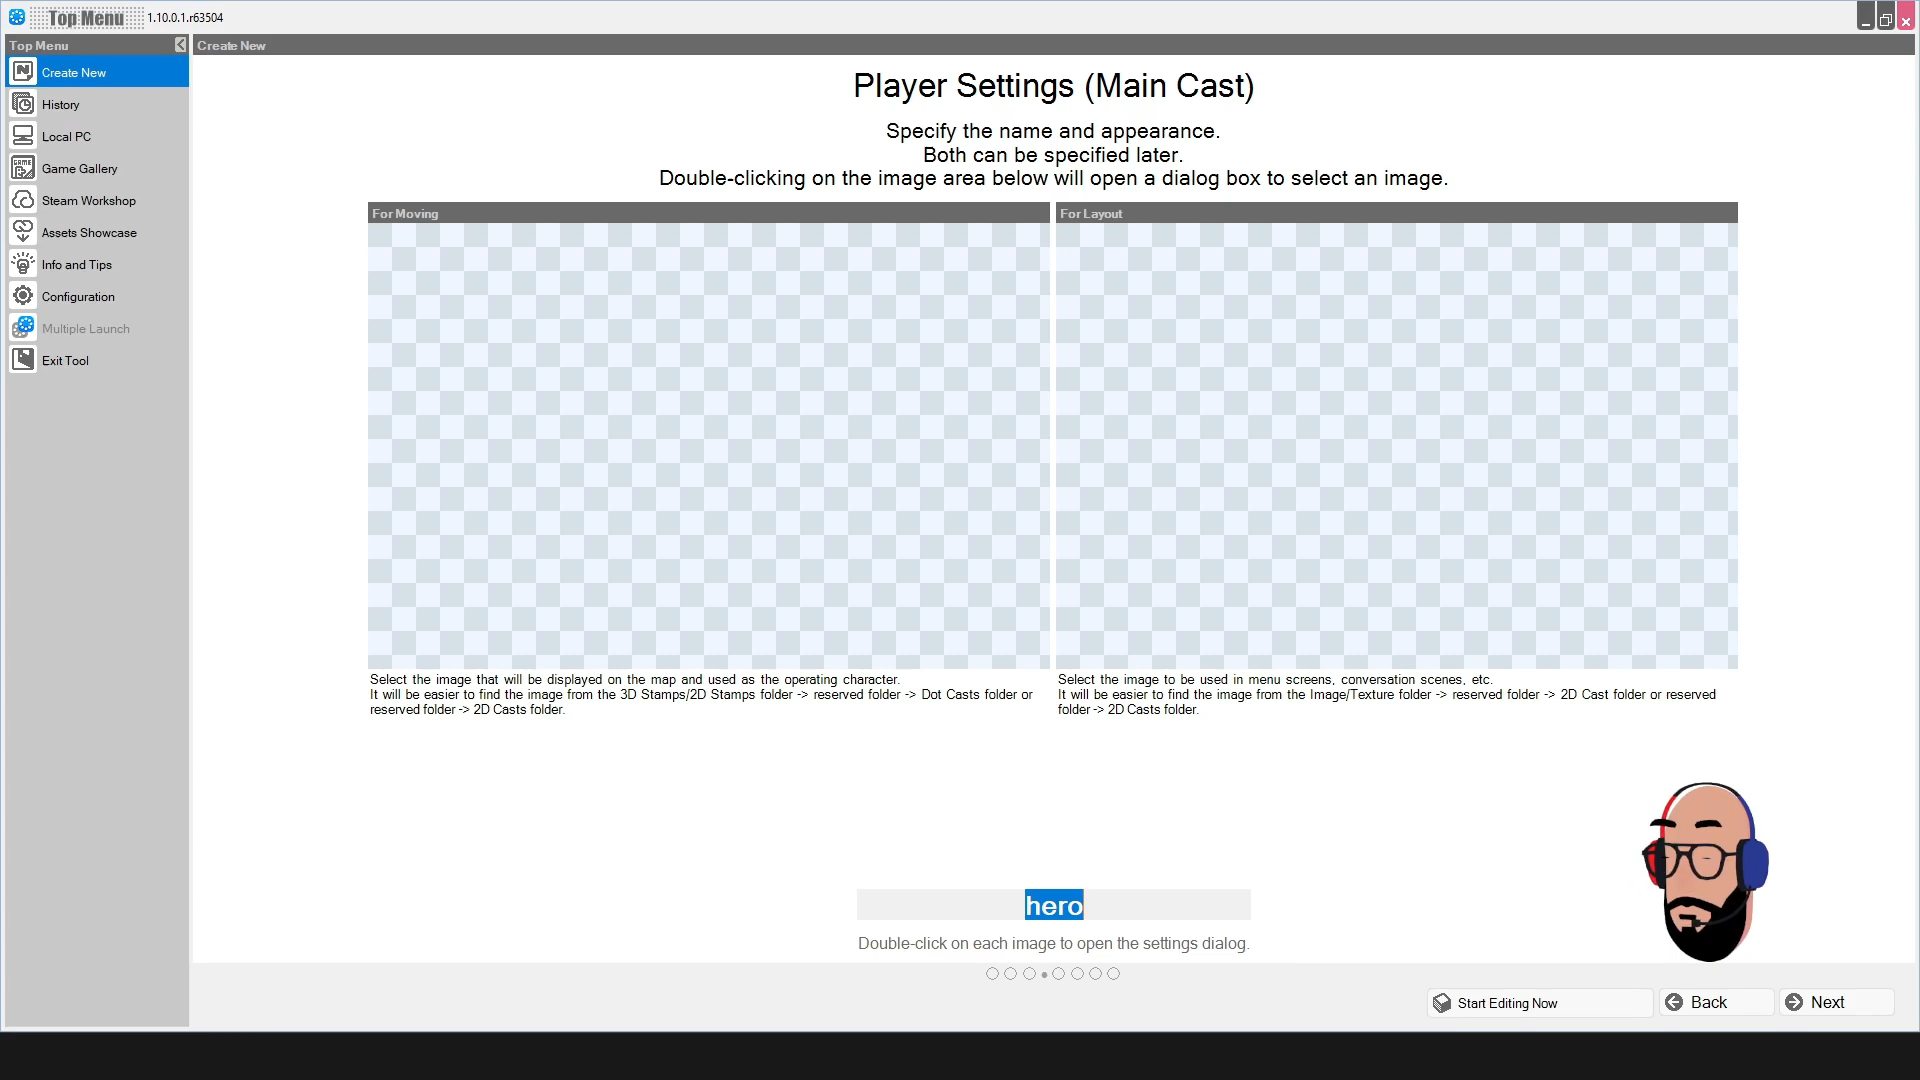 Top Menu 1.10.0.1.r63504
Top Menu
Create New
History
Local PC
Game Gallery
Steam Workshop
Assets Showcase
Info and Tips
Configuration
Multiple Launch
Exit Tool
Create New
Player Settings (Main Cast)
Specify the name and appearance.
Both can be specified later.
Double-clicking on the image area below will open a dialog box to select an image.
For Moving
Select the image that will be displayed on the map and used as the operating character.
It will be easier to find the image from the 3D Stamps/2D Stamps folder -> reserved folder -> Dot Casts folder or
reserved folder -> 2D Casts folder.
For Layout
Select the image to be used in menu screens, conversation scenes, etc.
It will be easier to find the image from the Image/Texture folder -> reserved folder -> 2D Cast folder or reserved
folder -> 2D Casts folder.
hero
Double-click on each image to open the settings dialog.
Start Editing Now
Back
Next